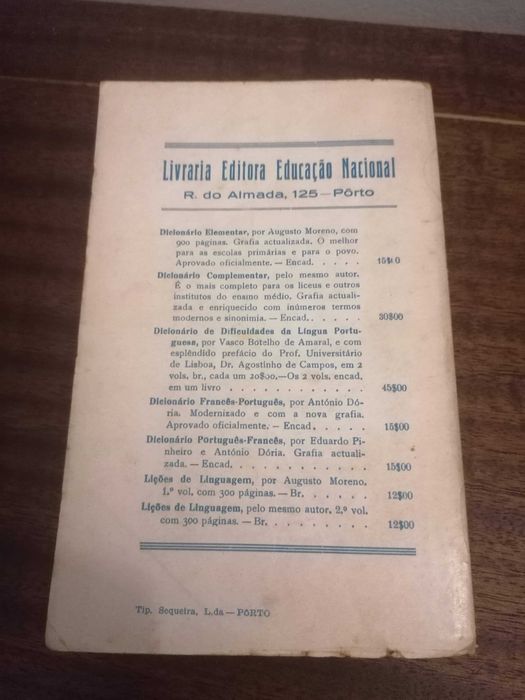 Livraria Editora Educação Nacional
R. do Almada, 125—Pôrto
Dicionário Elementar, por Augusto Moreno, com
900 páginas. Grafia actualizada. O melhor
para as escolas primárias e para o povo.
Aprovado oficialmente. — Encad. 15$00
Dicionário Complementar, pelo mesmo autor.
É o mais completo para os liceus e outros
institutos do ensino médio. Grafia actuali-
zada e enriquecido com inúmeros termos
modernos e sinonimia. — Encad. . . . . . 30$00
Dicionário de Dificuldades da Língua Portu-
guesa, por Vasco Botelho de Amaral, e com
esplêndido prefácio do Prof. Universitário
de Lisboa, Dr. Agostinho de Campos, em 2
vols. br., cada um 20$00.—Os 2 vols. encad.
em um livro . . . . . . . . . . . 45$00
Dicionário Francês-Português, por António Dó-
ria. Modernizado e com a nova grafia.
Aprovado oficialmente. — Encad. . . . . 15$00
Dicionário Português-Francês, por Eduardo Pi-
nheiro e António Dória. Grafia actuali-
zada. — Encad. . . . . . . . . . . 15$00
Lições de Linguagem, por Augusto Moreno,
1.º vol. com 300 páginas. — Br. . . . . . 12$00
Lições de Linguagem, pelo mesmo autor. 2.º vol.
com 300 páginas. — Br. . . . . . . . . 12$00
Tip. Sequeira, L.da — PÔRTO